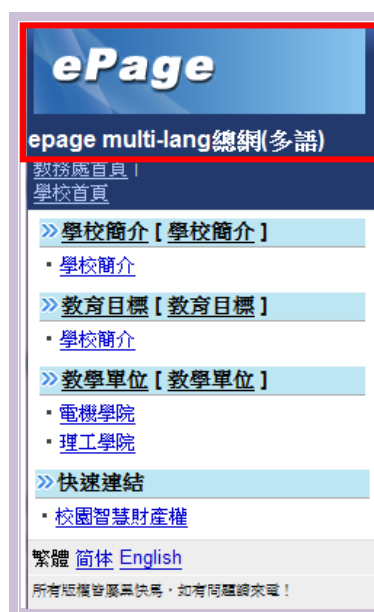 ePage
epage multi-lang總網(多語)
教務處首頁 |
學校首頁
» 學校簡介 [ 學校簡介 ]
▪ 學校簡介
» 教育目標 [ 教育目標 ]
▪ 學校簡介
» 教學單位 [ 教學單位 ]
▪ 電機學院
▪ 理工學院
» 快速連結
▪ 校園智慧財產權
繁體 简体 English
所有版權皆屬黑快馬，如有問題請來電！